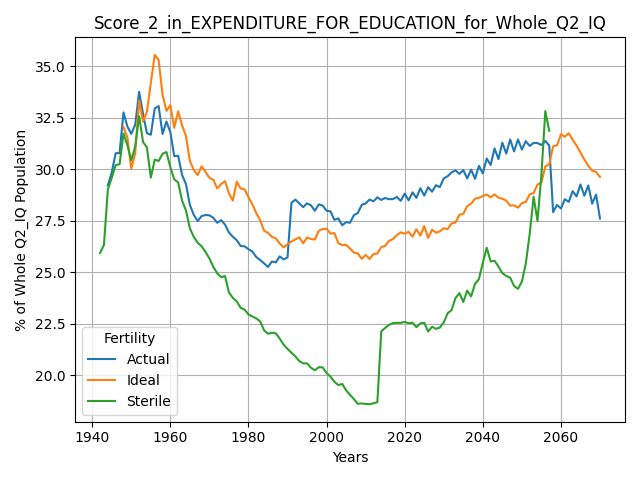 Score_2_in_EXPENDITURE_FOR_EDUCATION_for_Whole_Q2_IQ
% of Whole Q2_IQ Population
35.0
32.5
30.0
27.5
25.0
22.5
20.0
Fertility
Actual
Ideal
Sterile
1940 1960 1980 2000 2020 2040 2060
Years